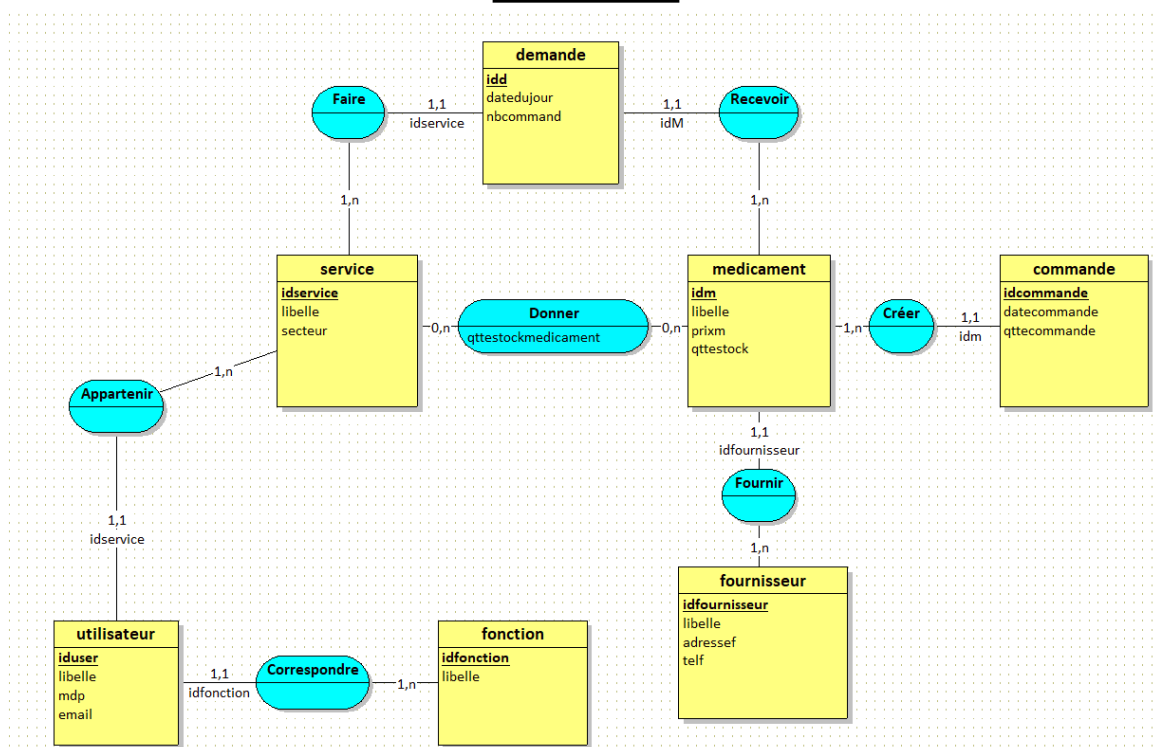 demande
idd
datedujour
nbcommand
Faire
1,1
idservice
1,1
idM
Recevoir
1,n
1,n
service
idservice
libelle
secteur
0,n
Donner
qttestockmedicament
0,n
medicament
idm
libelle
prixm
qttestock
1,n
Créer
1,1
idm
commande
idcommande
datecommande
qttecommande
1,n
Appartenir
1,1
idservice
1,1
idfournisseur
Fournir
1,n
fournisseur
idfournisseur
libelle
adressef
telf
utilisateur
iduser
libelle
mdp
email
1,1
idfonction
Correspondre
1,n
fonction
idfonction
libelle